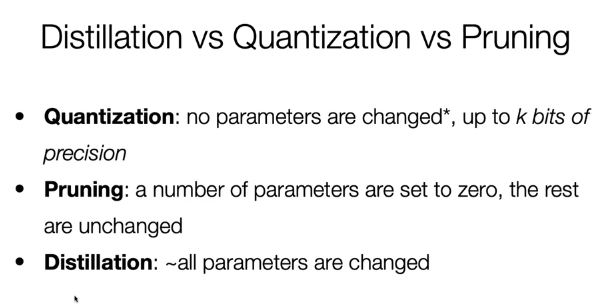 Distillation vs Quantization vs Pruning
• Quantization: no parameters are changed*, up to k bits of
precision
• Pruning: a number of parameters are set to zero, the rest
are unchanged
• Distillation: ~all parameters are changed